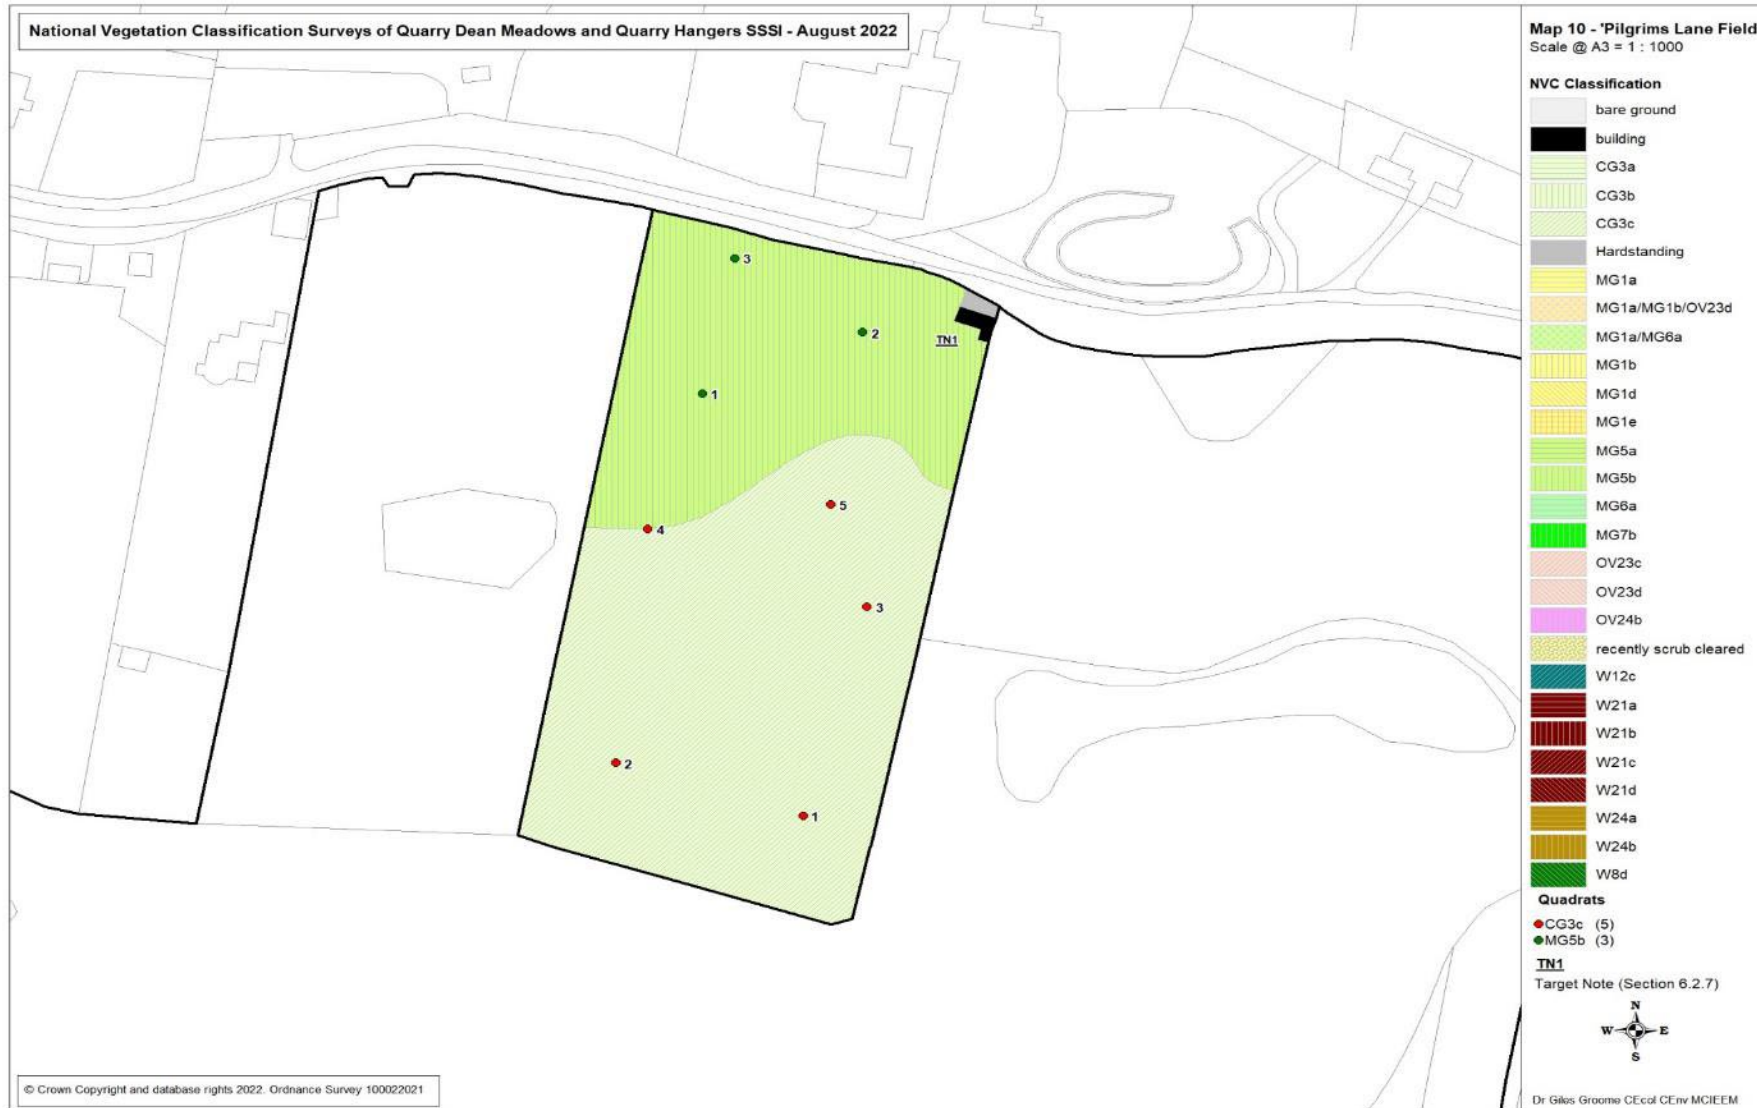 National Vegetation Classification Surveys of Quarry Dean Meadows and Quarry Hangers SSSI - August 2022
3
2
TN1
1
5
4
3
2
1
© Crown Copyright and database rights 2022. Ordnance Survey 100022021
Map 10 - 'Pilgrims Lane Field
Scale @ A3 = 1 : 1000
NVC Classification
bare ground
building
CG3a
CG3b
CG3c
Hardstanding
MG1a
MG1a/MG1b/OV23d
MG1a/MG6a
MG1b
MG1d
MG1e
MG5a
MG5b
MG6a
MG7b
OV23c
OV23d
OV24b
recently scrub cleared
W12c
W21a
W21b
W21c
W21d
W24a
W24b
W8d
Quadrats
CG3c (5)
MG5b (3)
TN1
Target Note (Section 6.2.7)
N
W E
S
Dr Giles Groome CEcol CEnv MCIEEM